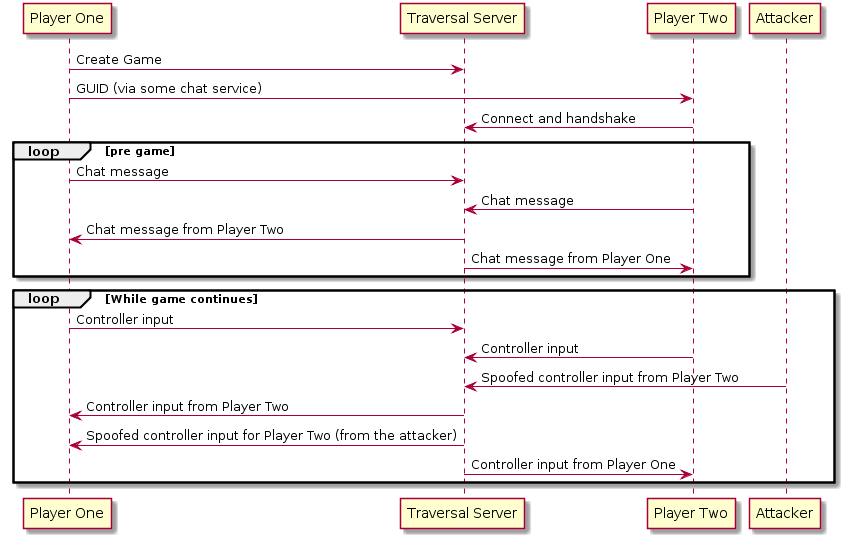 Player One Traversal Server Player Two Attacker
Create Game
GUID (via some chat service)
Connect and handshake
loop [pre game]
Chat message
Chat message
Chat message from Player Two
Chat message from Player One
loop [While game continues]
Controller input
Controller input
Spoofed controller input from Player Two
Controller input from Player Two
Spoofed controller input for Player Two (from the attacker)
Controller input from Player One
Player One Traversal Server Player Two Attacker